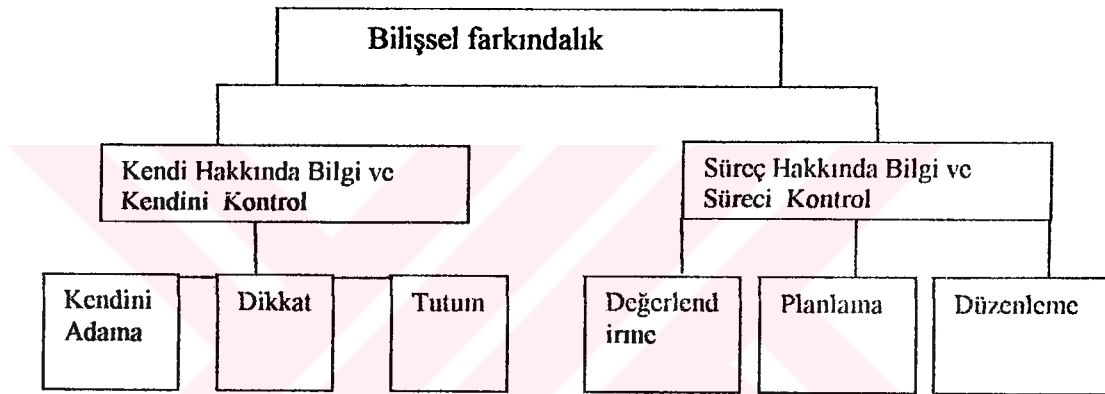 Bilişsel farkındalık
Kendi Hakkında Bilgi ve
Kendini Kontrol
Süreç Hakkında Bilgi ve
Süreci Kontrol
Kendini
Adama
Dikkat
Tutum
Değerlend
irme
Planlama
Düzenleme